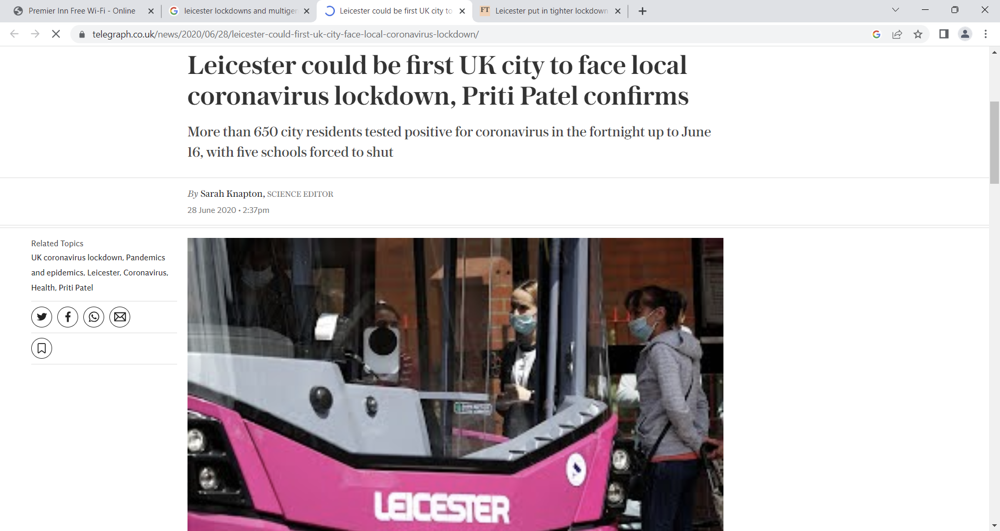 Premier Inn Free Wi-Fi - Online
leicester lockdowns and multigen
Leicester could be first UK city to
FT Leicester put in tighter lockdown
telegraph.co.uk/news/2020/06/28/leicester-could-first-uk-city-face-local-coronavirus-lockdown/
Leicester could be first UK city to face local
coronavirus lockdown, Priti Patel confirms
More than 650 city residents tested positive for coronavirus in the fortnight up to June
16, with five schools forced to shut
By Sarah Knapton, SCIENCE EDITOR
28 June 2020 • 2:37pm
Related Topics
UK coronavirus lockdown, Pandemics
and epidemics, Leicester, Coronavirus,
Health, Priti Patel
LEICESTER